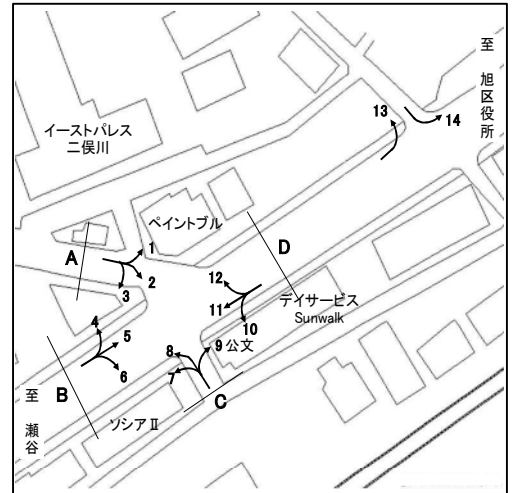 至
旭
区
役
所
13
14
イーストパレス
二俣川
ペイントブル
A
1
2
3
D
12
11
10
デイサービス
Sunwalk
4
5
6
B
至
瀬
谷
9
公文
8
7
C
ソシアⅡ